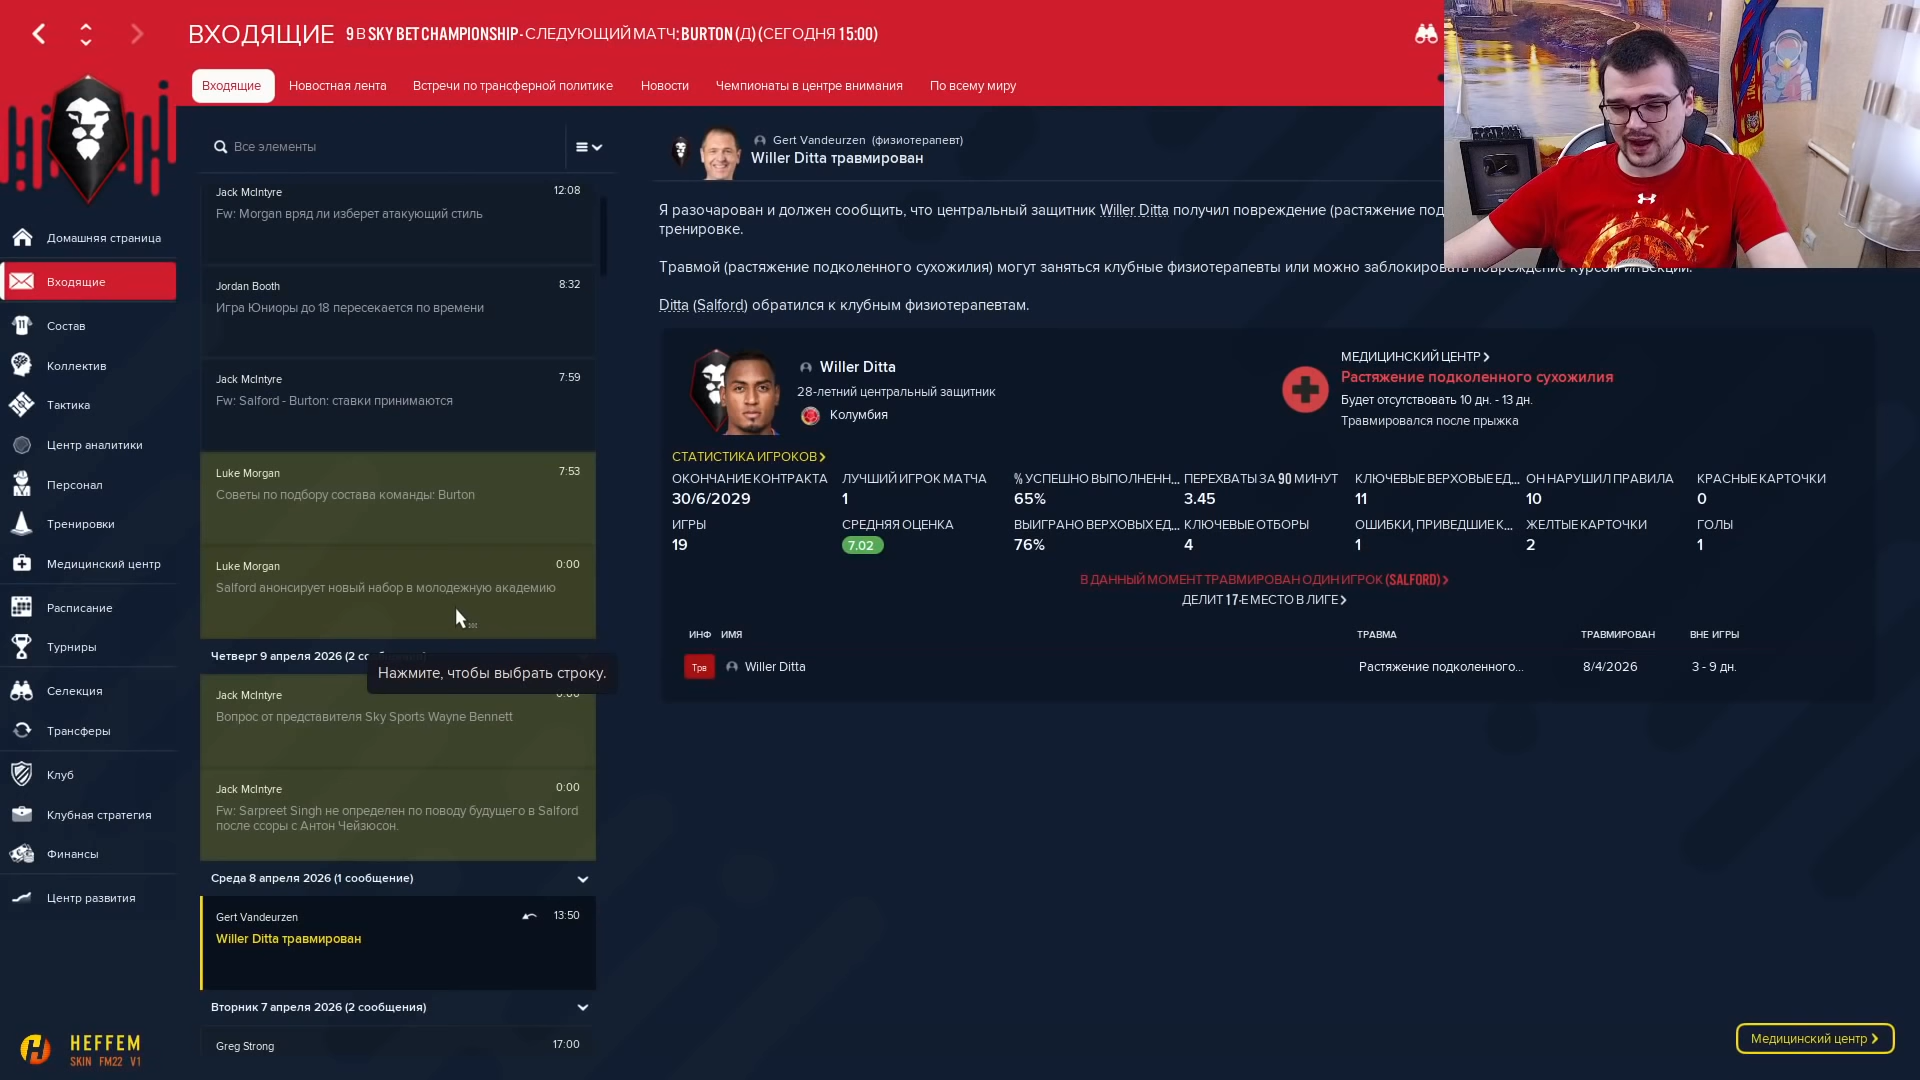 ВХОДЯЩИЕ
9 В SKY BET CHAMPIONSHIP - СЛЕДУЮЩИЙ МАТЧ: BURTON (Д) (СЕГОДНЯ 15:00)
Входящие
Новостная лента
Встречи по трансферной политике
Новости
Чемпионаты в центре внимания
По всему миру
Домашняя страница
Входящие
Состав
Коллектив
Тактика
Центр аналитики
Персонал
Тренировки
Медицинский центр
Расписание
Турниры
Селекция
Трансферы
Клуб
Клубная стратегия
Финансы
Центр развития
HEFFEM
SKIN FM22 V1
Все элементы
Jack McIntyre 12:08
Fw: Morgan вряд ли изберет атакующий стиль
Jordan Booth 8:32
Игра Юниоры до 18 пересекается по времени
Jack McIntyre 7:59
Fw: Salford - Burton: ставки принимаются
Luke Morgan 7:53
Советы по подбору состава команды: Burton
Luke Morgan 0:00
Salford анонсирует новый набор в молодежную академию
Четверг 9 апреля 2026 (2
Нажмите, чтобы выбрать строку.
Jack McIntyre 0:00
Вопрос от представителя Sky Sports Wayne Bennett
Jack McIntyre 0:00
Fw: Sarpreet Singh не определен по поводу будущего в Salford
после ссоры с Антон Чейзюсон.
Среда 8 апреля 2026 (1 сообщение)
Gert Vandeurzen 13:50
Willer Ditta травмирован
Вторник 7 апреля 2026 (2 сообщения)
Greg Strong 17:00
Gert Vandeurzen (физиотерапевт)
Willer Ditta травмирован
Я разочарован и должен сообщить, что центральный защитник Willer Ditta получил повреждение (растяжение под
тренировке.
Травмой (растяжение подколенного сухожилия) могут заняться клубные физиотерапевты или можно заблокировать повреждение курсом инъекций.
Ditta (Salford) обратился к клубным физиотерапевтам.
Willer Ditta
28-летний центральный защитник
Колумбия
МЕДИЦИНСКИЙ ЦЕНТР
Растяжение подколенного сухожилия
Будет отсутствовать 10 дн. - 13 дн.
Травмировался после прыжка
СТАТИСТИКА ИГРОКОВ
ОКОНЧАНИЕ КОНТРАКТА ЛУЧШИЙ ИГРОК МАТЧА % УСПЕШНО ВЫПОЛНЕНН... ПЕРЕХВАТЫ ЗА 90 МИНУТ КЛЮЧЕВЫЕ ВЕРХОВЫЕ ЕД... ОН НАРУШИЛ ПРАВИЛА КРАСНЫЕ КАРТОЧКИ
30/6/2029 1 65% 3.45 11 10 0
ИГРЫ СРЕДНЯЯ ОЦЕНКА ВЫИГРАНО ВЕРХОВЫХ ЕД... КЛЮЧЕВЫЕ ОТБОРЫ ОШИБКИ, ПРИВЕДШИЕ К... ЖЕЛТЫЕ КАРТОЧКИ ГОЛЫ
19 7.02 76% 4 1 2 1
В ДАННЫЙ МОМЕНТ ТРАВМИРОВАН ОДИН ИГРОК (SALFORD)
ДЕЛИТ 17-Е МЕСТО В ЛИГЕ
ИНФ ИМЯ ТРАВМА ТРАВМИРОВАН ВНЕ ИГРЫ
Трв Willer Ditta Растяжение подколенного... 8/4/2026 3 - 9 дн.
Медицинский центр